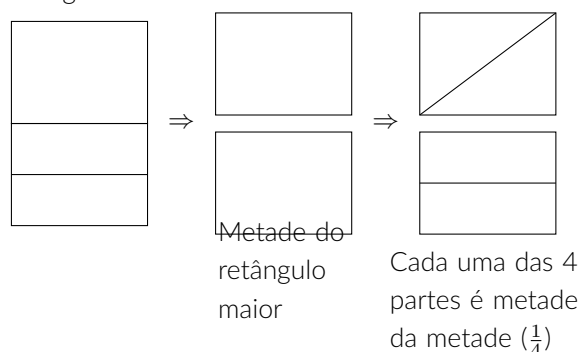 ⇒ ⇒
Metade do
retângulo
maior
Cada uma das 4
partes é metade
da metade (1/4)